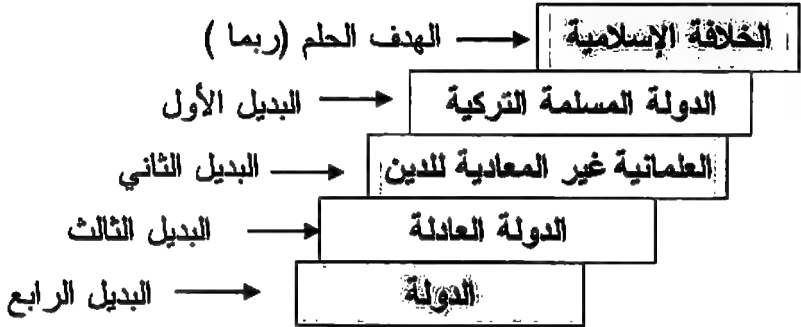 الخلافة الإسلامية ← الهدف الحلم (ربما )
الدولة المسلمة التركية ← البديل الأول
العلمانية غير المعادية للدين ← البديل الثاني
الدولة العادلة ← البديل الثالث
الدولة ← البديل الرابع